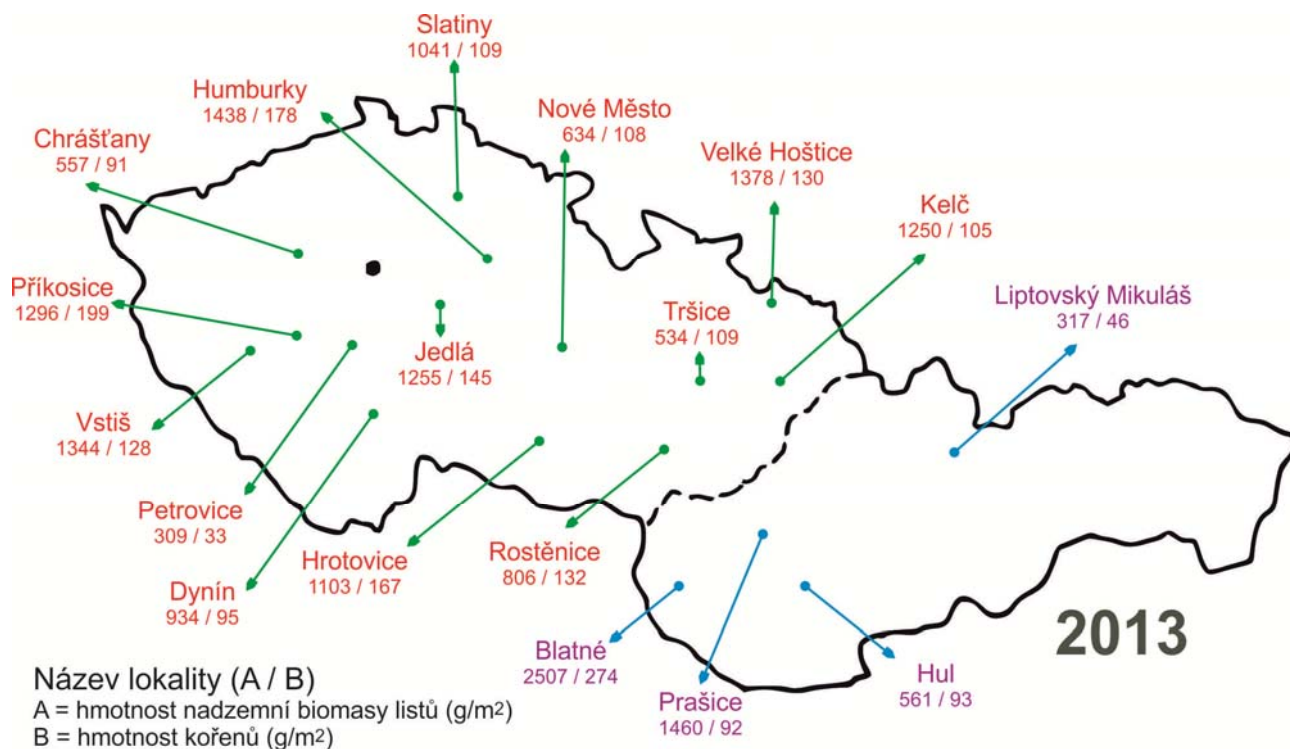 Slatiny
1041 / 109
Humburky
1438 / 178
Nové Město
634 / 108
Chrášťany
557 / 91
Velké Hoštice
1378 / 130
Kelč
1250 / 105
Příkosice
1296 / 199
Liptovský Mikuláš
317 / 46
Tršice
534 / 109
Jedlá
1255 / 145
Vstiš
1344 / 128
Petrovice
309 / 33
Hrotovice
1103 / 167
Rostěnice
806 / 132
Dynín
934 / 95
2013
Blatné
2507 / 274
Prašice
1460 / 92
Hul
561 / 93
Název lokality (A / B)
A = hmotnost nadzemní biomasy listů (g/m²)
B = hmotnost kořenů (g/m²)